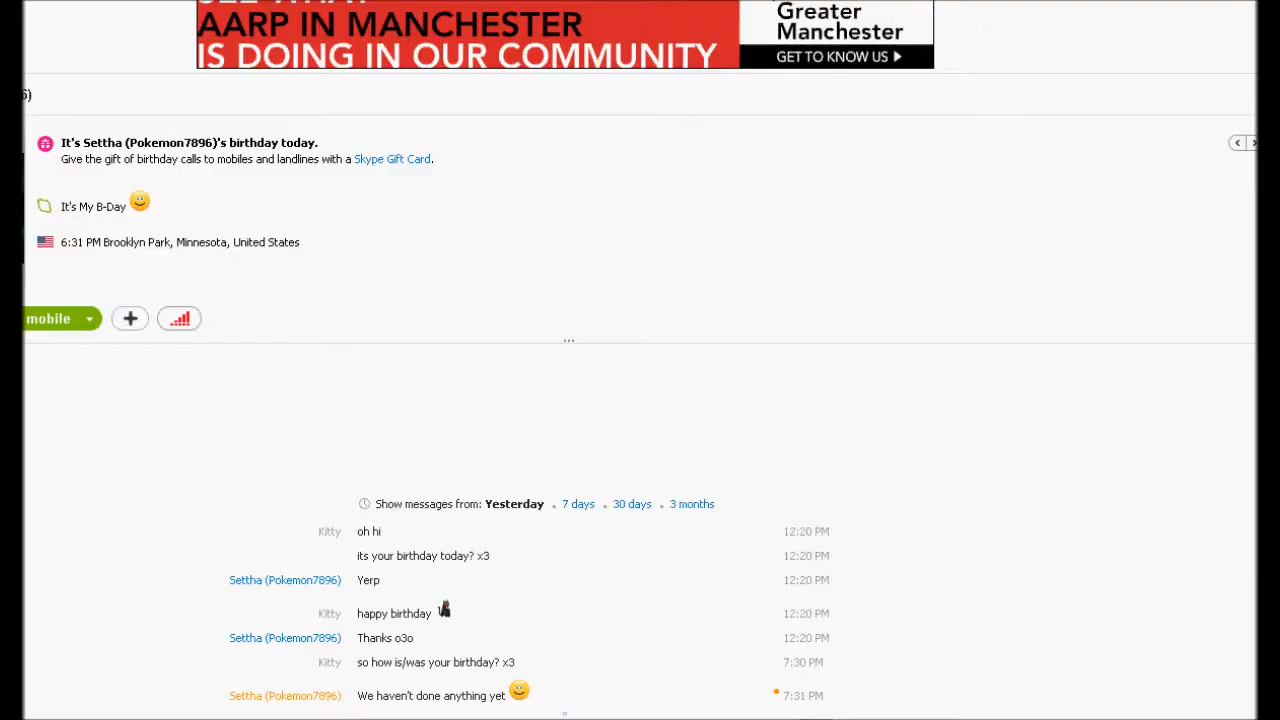 SEE WHAT
AARP IN MANCHESTER
IS DOING IN OUR COMMUNITY
Greater
Manchester
GET TO KNOW US
6)
It's Settha (Pokemon7896)'s birthday today.
Give the gift of birthday calls to mobiles and landlines with a Skype Gift Card.
It's My B-Day
6:31 PM Brooklyn Park, Minnesota, United States
mobile
...
Show messages from: Yesterday . 7 days . 30 days . 3 months
Kitty oh hi 12:20 PM
its your birthday today? x3 12:20 PM
Settha (Pokemon7896) Yerp 12:20 PM
Kitty happy birthday 12:20 PM
Settha (Pokemon7896) Thanks o3o 12:20 PM
Kitty so how is/was your birthday? x3 7:30 PM
Settha (Pokemon7896) We haven't done anything yet 7:31 PM